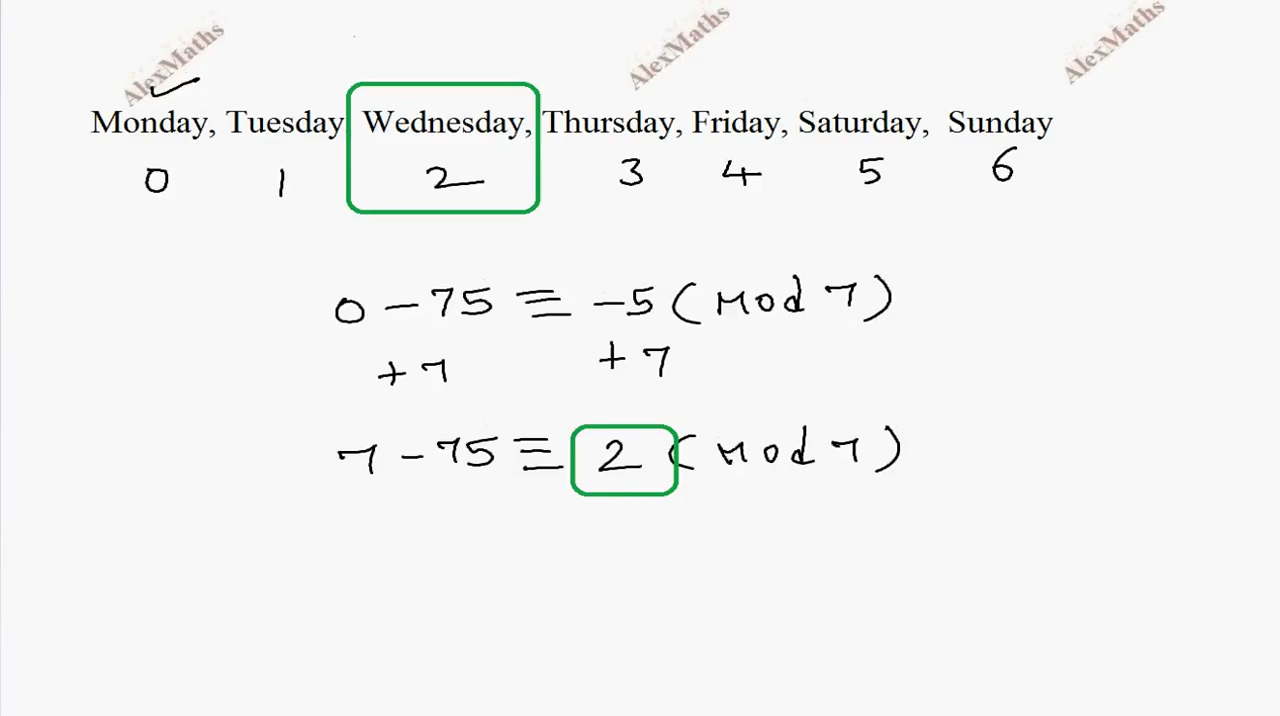 AlexMaths AlexMaths AlexMaths
Monday, Tuesday Wednesday, Thursday, Friday, Saturday, Sunday
0 1 2 3 4 5 6
0 - 75 ≡ -5 (Mod 7)
+7 +7
7 - 75 ≡ 2 (Mod 7)